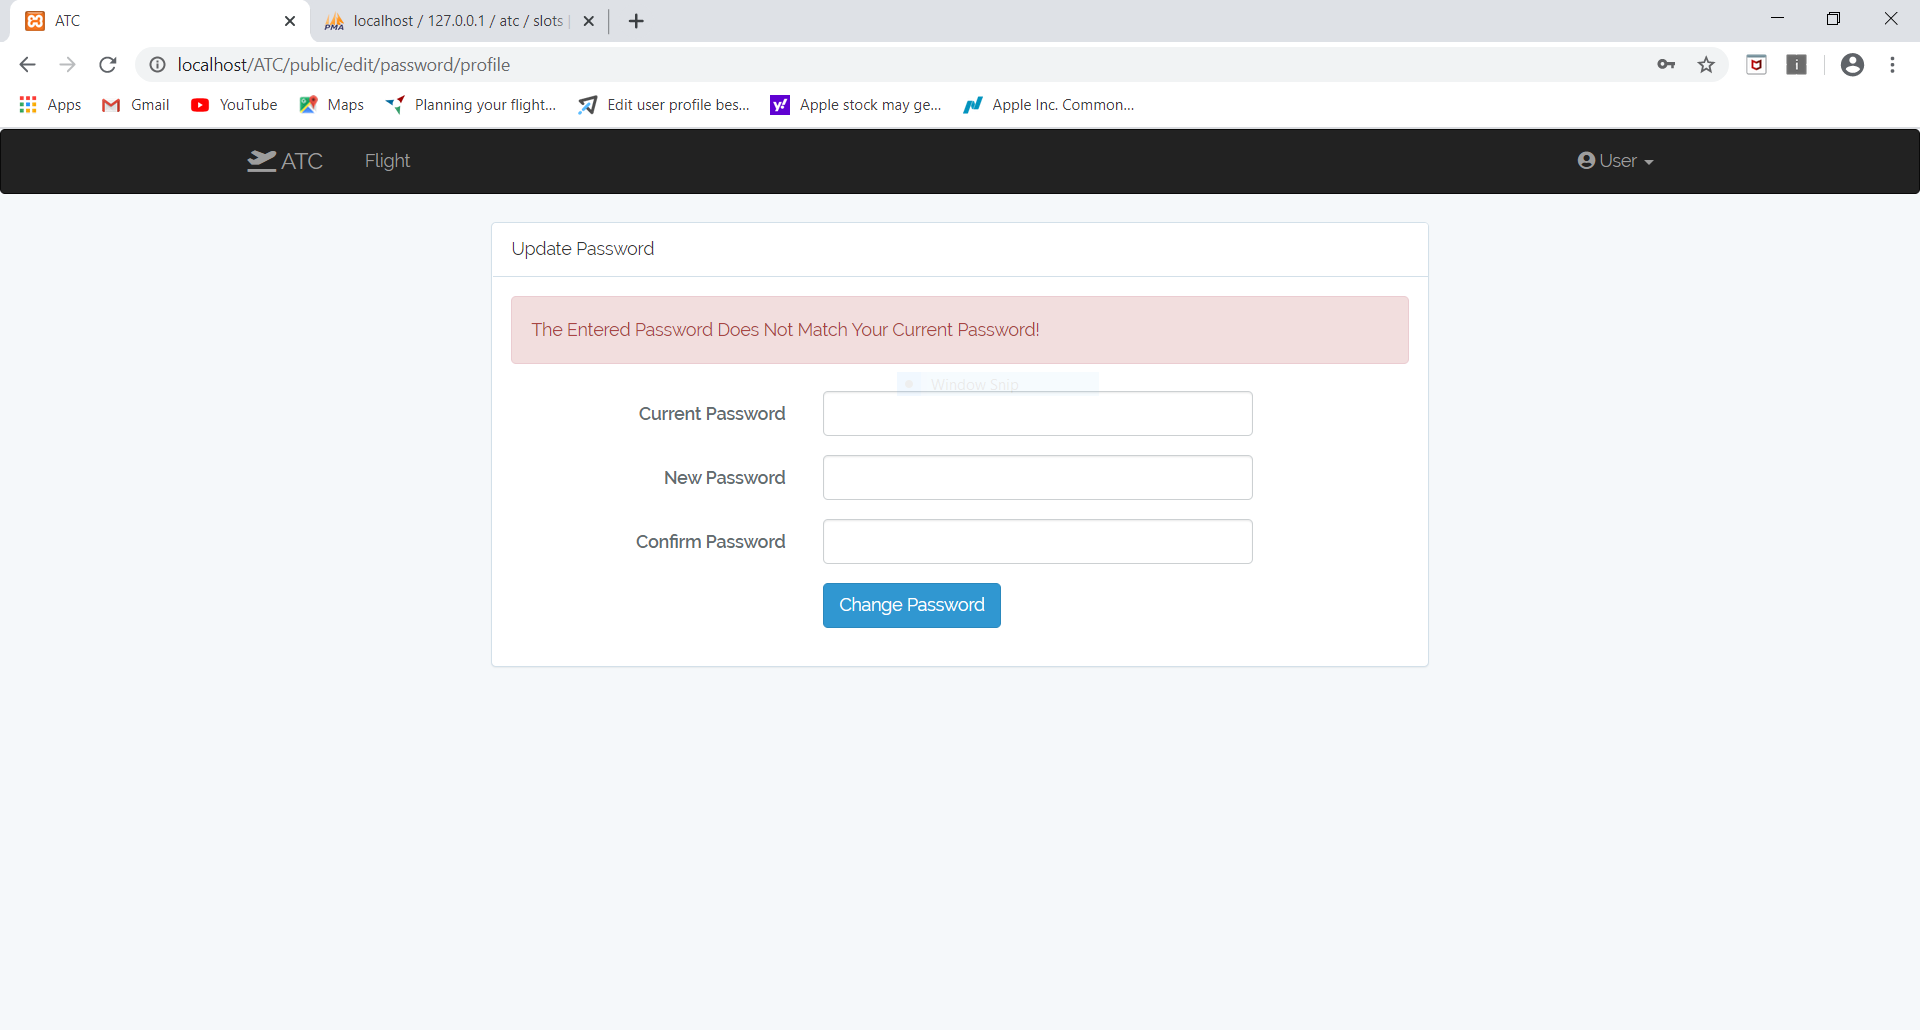 ATC
localhost / 127.0.0.1 / atc / slots
localhost/ATC/public/edit/password/profile
Apps
Gmail
YouTube
Maps
Planning your flight...
Edit user profile bes...
Apple stock may ge...
Apple Inc. Common...
ATC
Flight
User
Update Password
The Entered Password Does Not Match Your Current Password!
Window Snip
Current Password
New Password
Confirm Password
Change Password